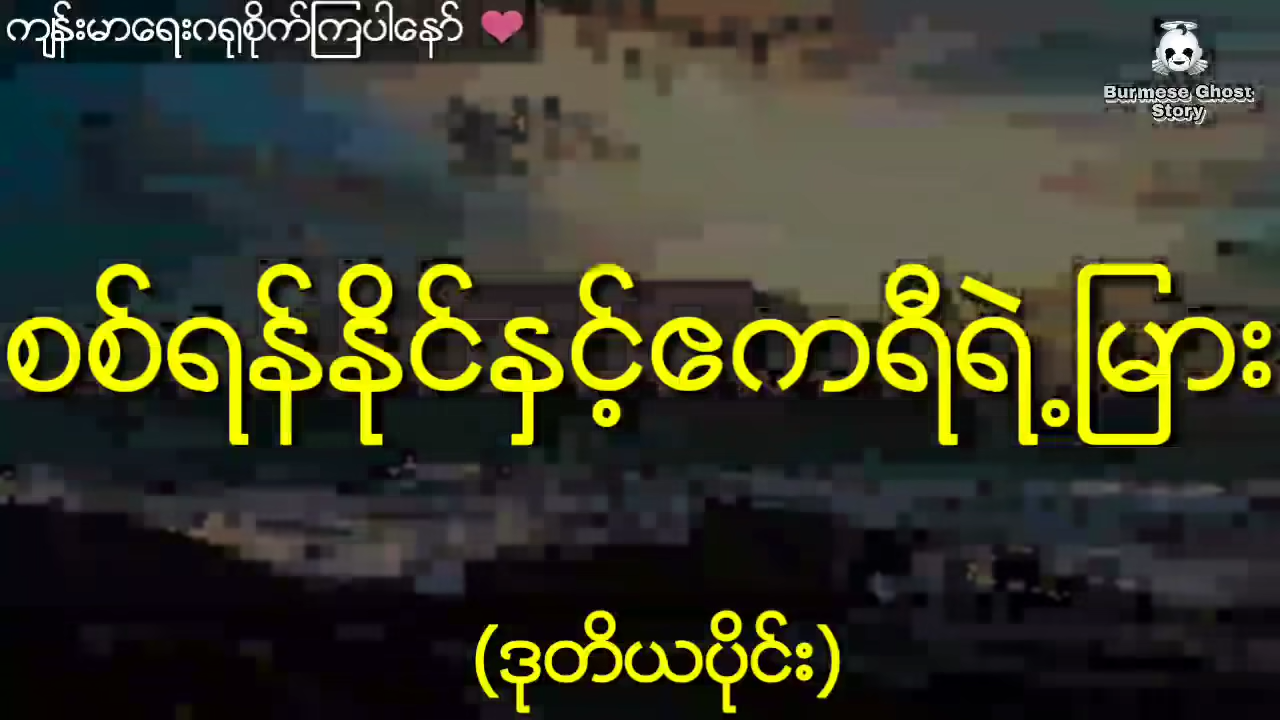 ကျန်းမာရေးဂရုစိုက်ကြပါနော် ❤
Burmese Ghost
Story
စစ်ရန်နိုင်နှင့်ဧကရီရဲ့မြား
(ဒုတိယပိုင်း)